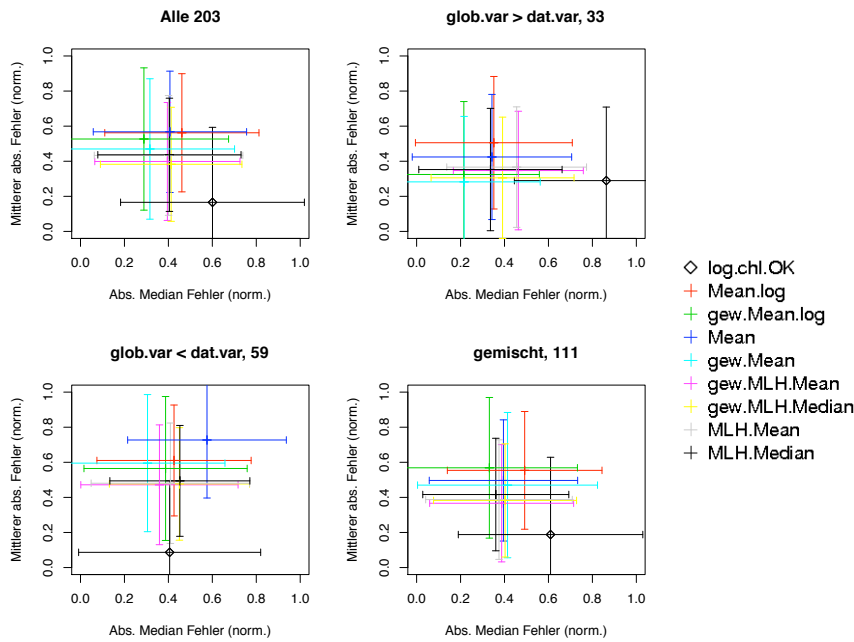 Alle 203
Mittlerer abs. Fehler (norm.)
0.0 0.2 0.4 0.6 0.8 1.0
0.0 0.2 0.4 0.6 0.8 1.0
Abs. Median Fehler (norm.)
glob.var > dat.var, 33
Mittlerer abs. Fehler (norm.)
0.0 0.2 0.4 0.6 0.8 1.0
0.0 0.2 0.4 0.6 0.8 1.0
Abs. Median Fehler (norm.)
glob.var < dat.var, 59
Mittlerer abs. Fehler (norm.)
0.0 0.2 0.4 0.6 0.8 1.0
0.0 0.2 0.4 0.6 0.8 1.0
Abs. Median Fehler (norm.)
gemischt, 111
Mittlerer abs. Fehler (norm.)
0.0 0.2 0.4 0.6 0.8 1.0
0.0 0.2 0.4 0.6 0.8 1.0
Abs. Median Fehler (norm.)
log.chl.OK
Mean.log
gew.Mean.log
Mean
gew.Mean
gew.MLH.Mean
gew.MLH.Median
MLH.Mean
MLH.Median